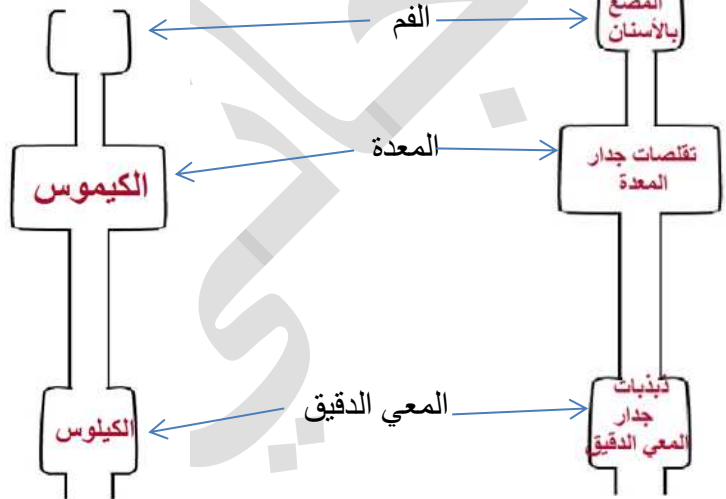 المضغ
بالأسنان
الفم
تقلصات جدار
المعدة
المعدة
الكيموس
ذبذبات
جدار
المعي الدقيق
المعي الدقيق
الكيلوس